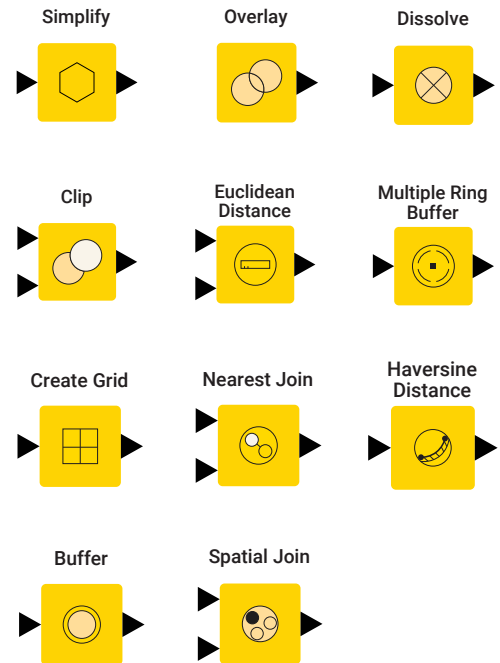 Simplify
Overlay
Dissolve
Clip
Euclidean
Distance
Multiple Ring
Buffer
Create Grid
Nearest Join
Haversine
Distance
Buffer
Spatial Join